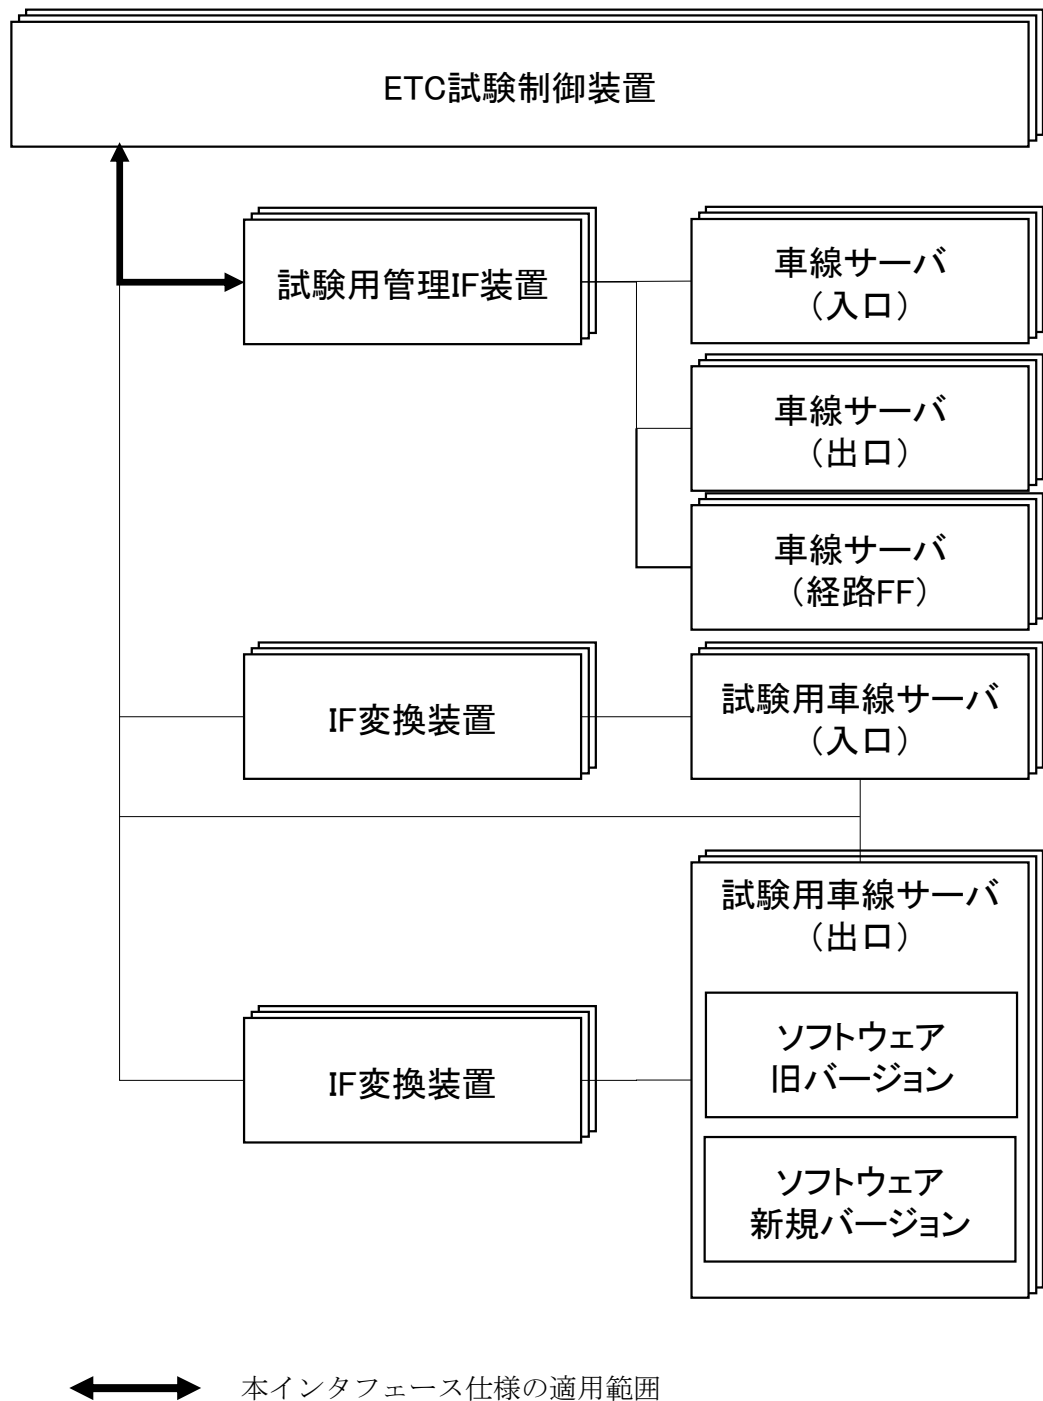 ETC試験制御装置
試験用管理IF装置
車線サーバ
（入口）
車線サーバ
（出口）
車線サーバ
（経路FF）
IF変換装置
試験用車線サーバ
（入口）
試験用車線サーバ
（出口）
ソフトウェア
旧バージョン
IF変換装置
ソフトウェア
新規バージョン
本インタフェース仕様の適用範囲